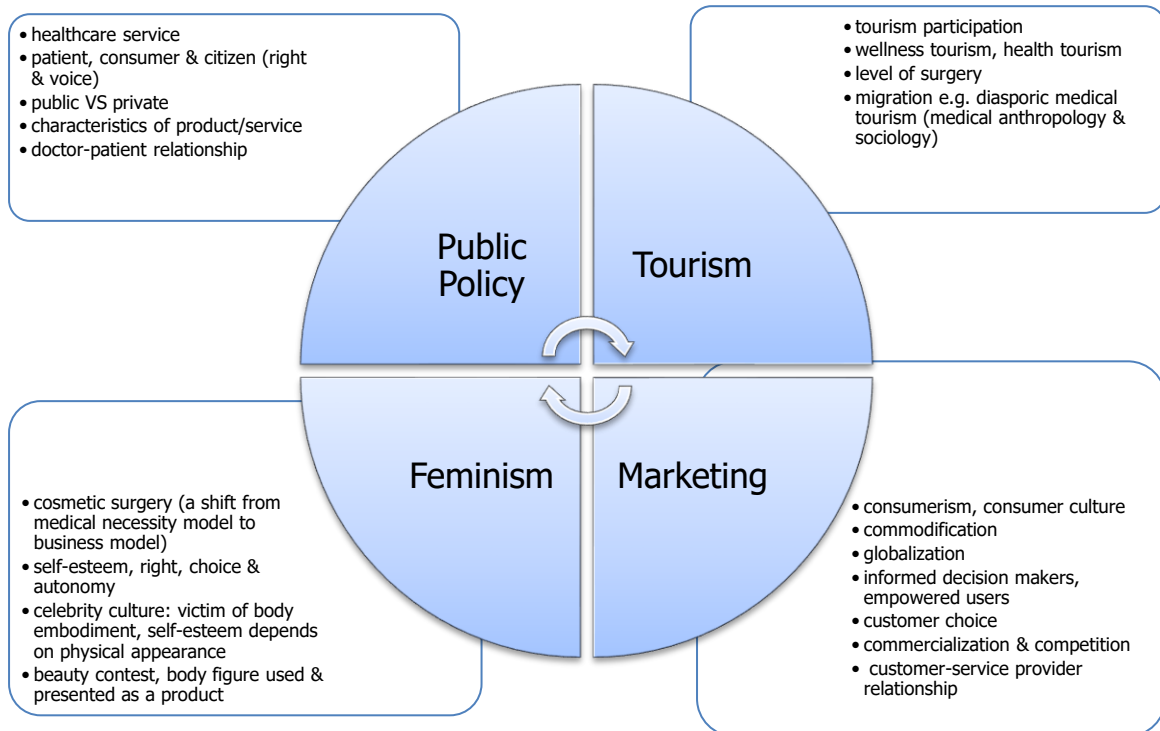 • healthcare service
• patient, consumer & citizen (right
& voice)
• public VS private
• characteristics of product/service
• doctor-patient relationship
• tourism participation
• wellness tourism, health tourism
• level of surgery
• migration e.g. diasporic medical
tourism (medical anthropology &
sociology)
Public
Policy
Tourism
Feminism
Marketing
• cosmetic surgery (a shift from
medical necessity model to
business model)
• self-esteem, right, choice &
autonomy
• celebrity culture: victim of body
embodiment, self-esteem depends
on physical appearance
• beauty contest, body figure used &
presented as a product
• consumerism, consumer culture
• commodification
• globalization
• informed decision makers,
empowered users
• customer choice
• commercialization & competition
• customer-service provider
relationship